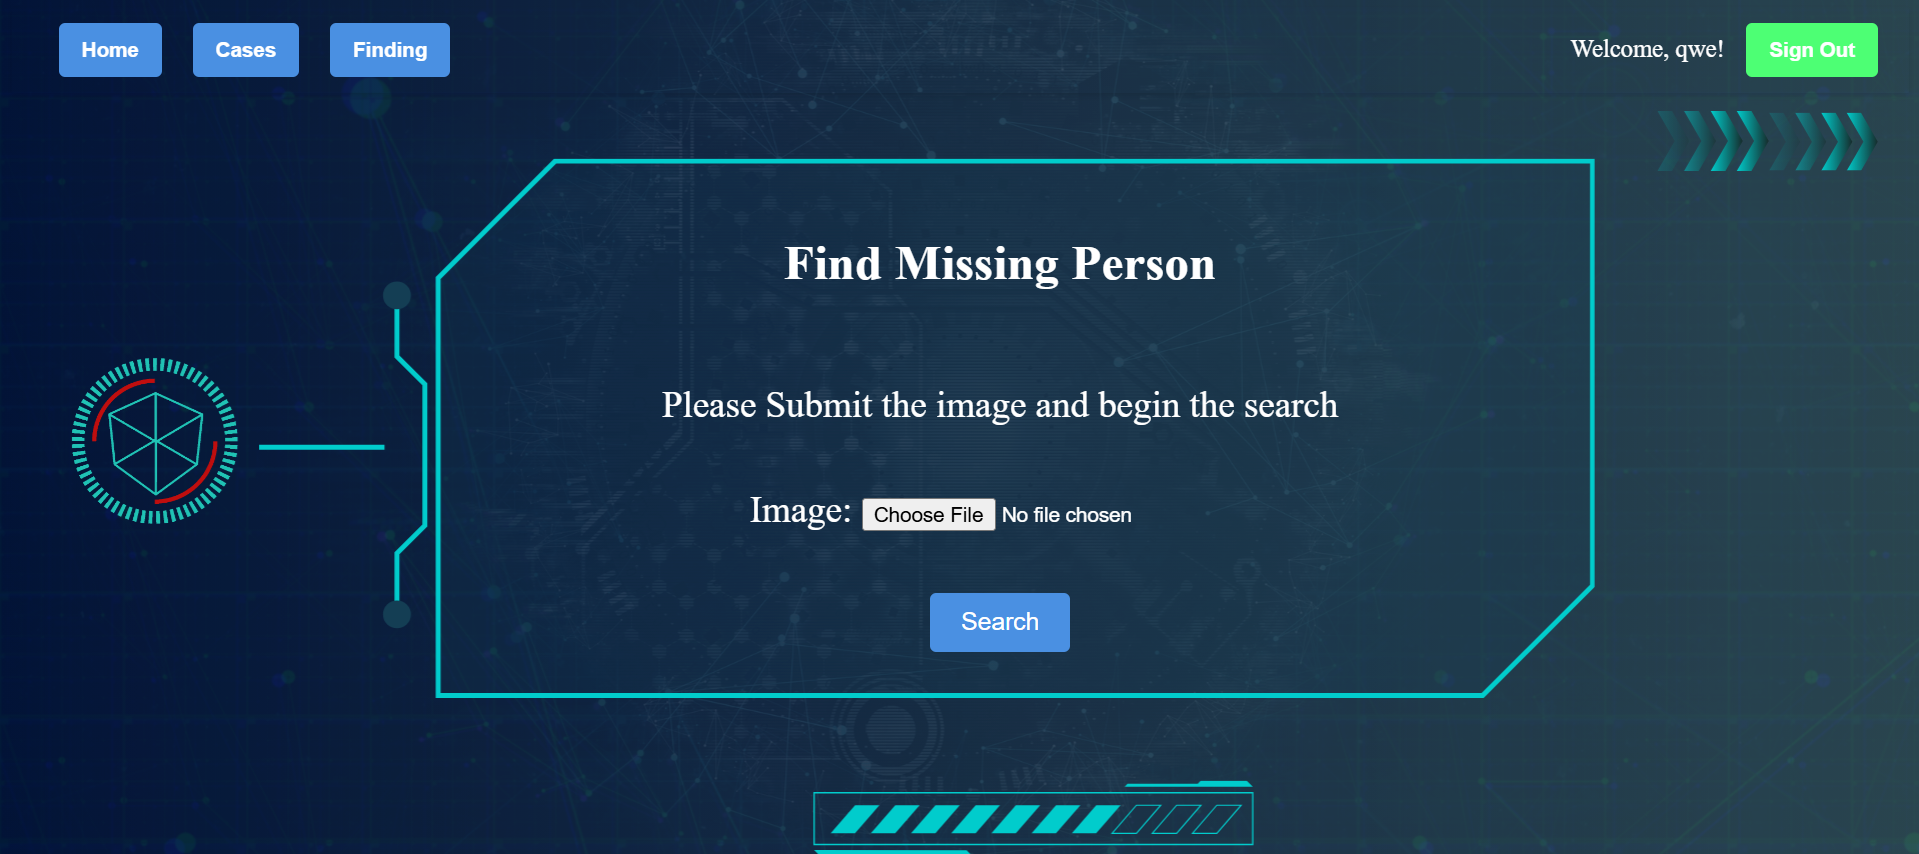 Home Cases Finding Welcome, qwe! Sign Out
Find Missing Person
Please Submit the image and begin the search
Image: Choose File No file chosen
Search